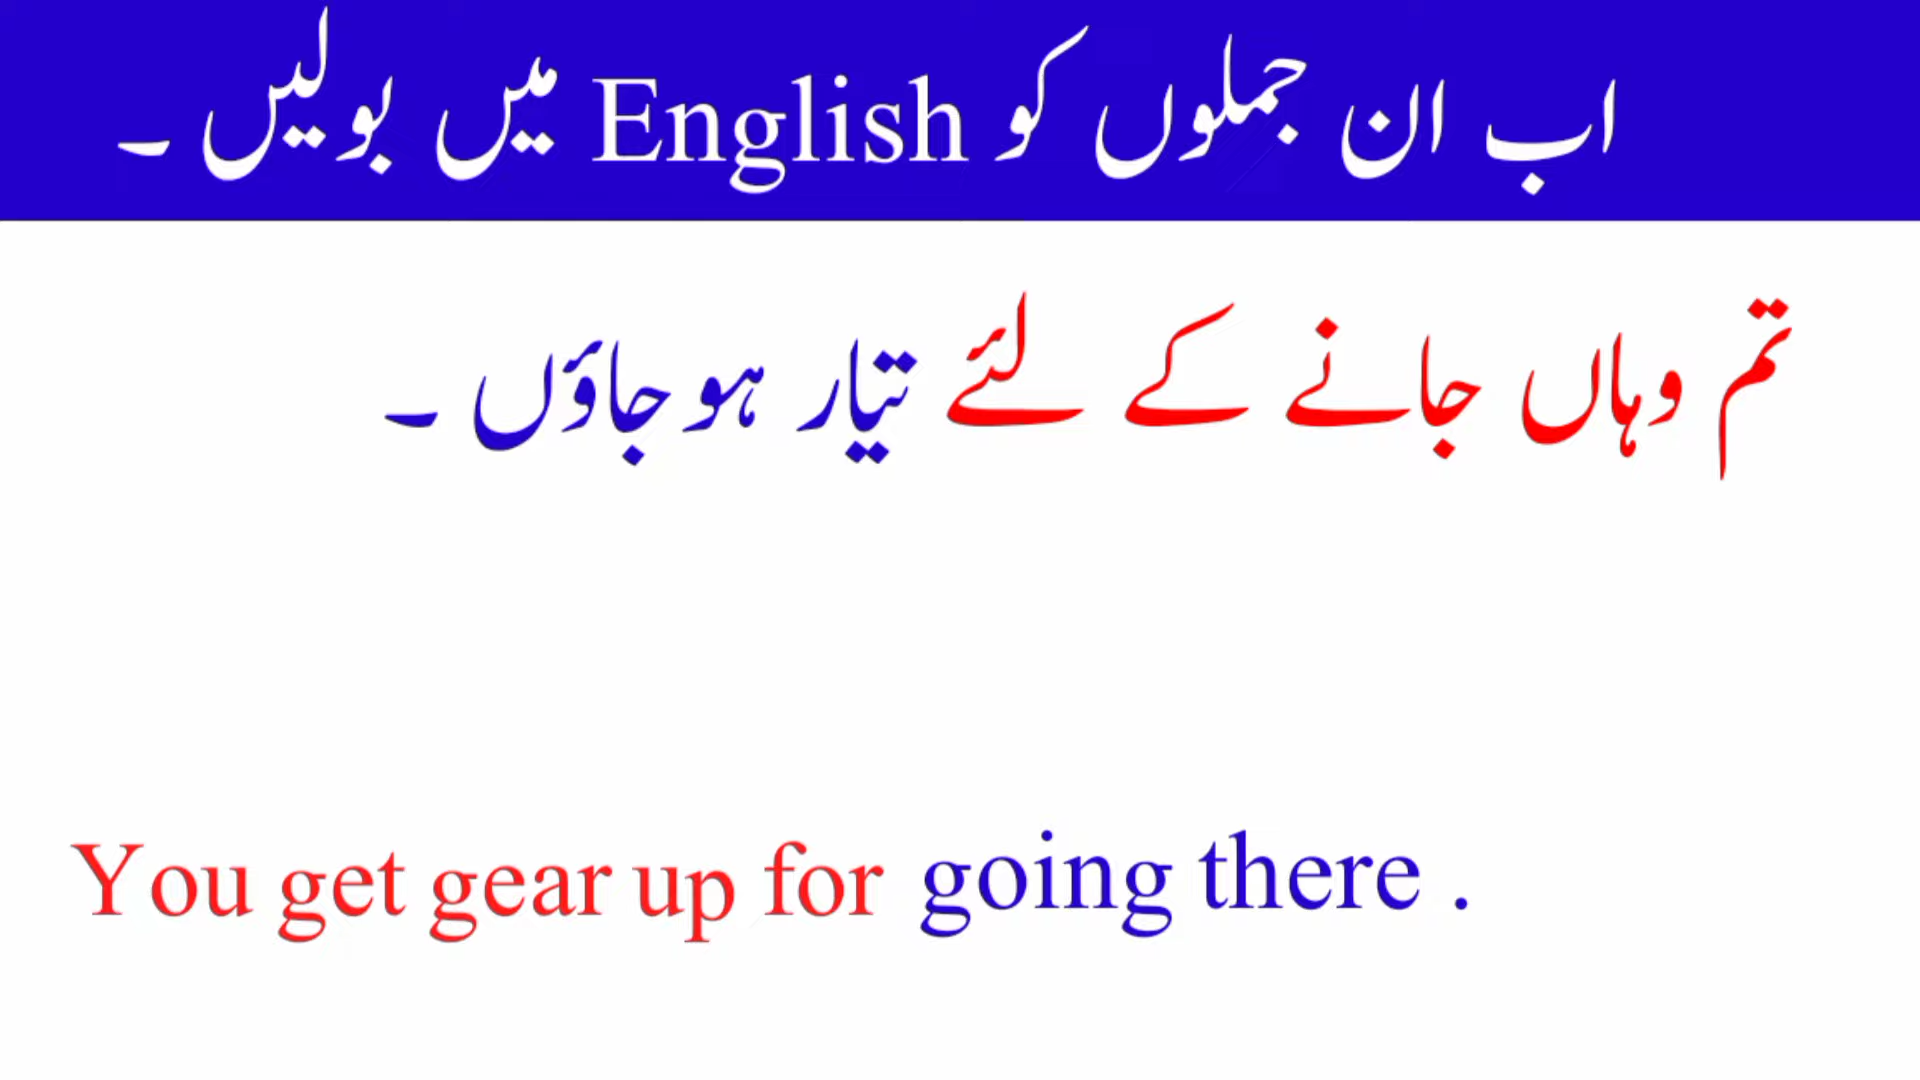 اب ان جملوں کو English میں بولیں ۔
تم وہاں جانے کے لئے تیار ہو جاؤں ۔
You get gear up for going there .